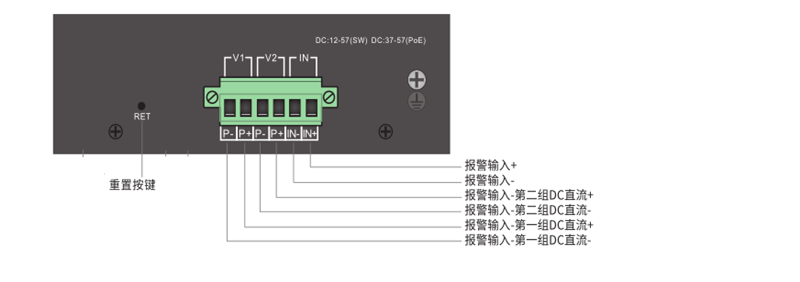 DC:12-57(SW) DC:37-57(PoE)
V1 V2 IN
RET
P- P+ P- P+ IN- IN+
重置按键
报警输入+
报警输入-
报警输入-第二组DC直流+
报警输入-第二组DC直流-
报警输入-第一组DC直流+
报警输入-第一组DC直流-